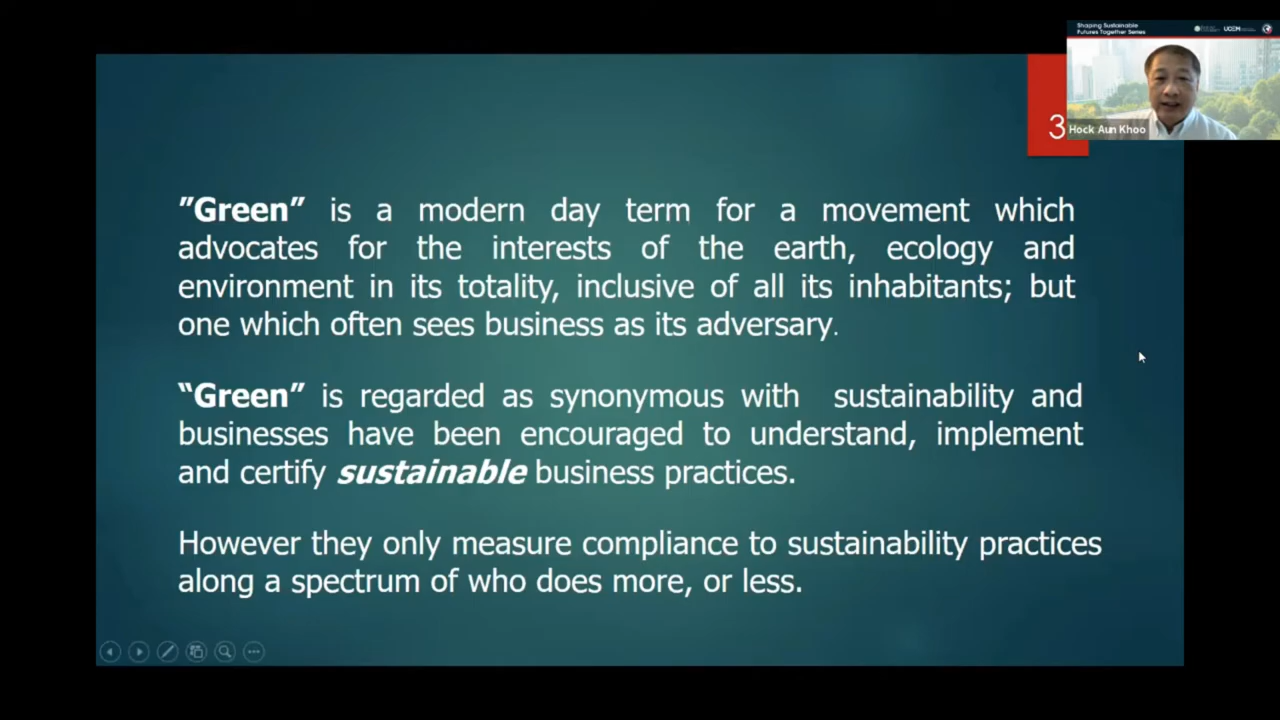 Shaping Sustainable
Futures Together Series
UCEM
3
Hock Aun Khoo
”Green” is a modern day term for a movement which
advocates for the interests of the earth, ecology and
environment in its totality, inclusive of all its inhabitants; but
one which often sees business as its adversary.
“Green” is regarded as synonymous with sustainability and
businesses have been encouraged to understand, implement
and certify sustainable business practices.
However they only measure compliance to sustainability practices
along a spectrum of who does more, or less.